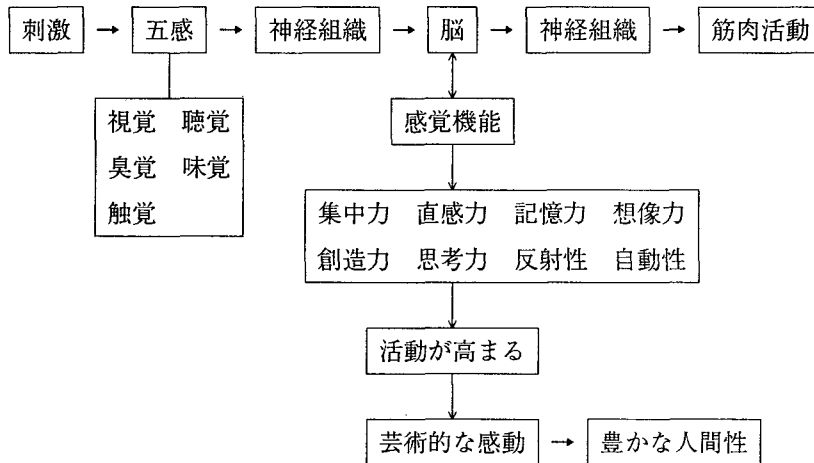 刺激 → 五感 → 神経組織 → 脳 → 神経組織 → 筋肉活動
視覚 聴覚
臭覚 味覚
触覚
感覚機能
集中力 直感力 記憶力 想像力
創造力 思考力 反射性 自動性
活動が高まる
芸術的な感動 → 豊かな人間性